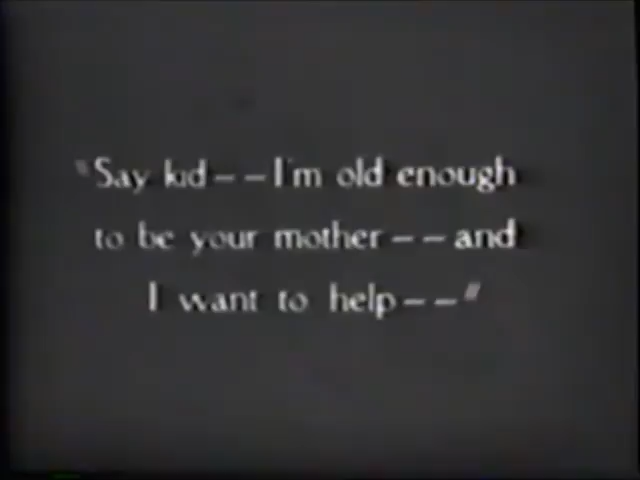 "Say kid--I'm old enough
to be your mother--and
I want to help--"